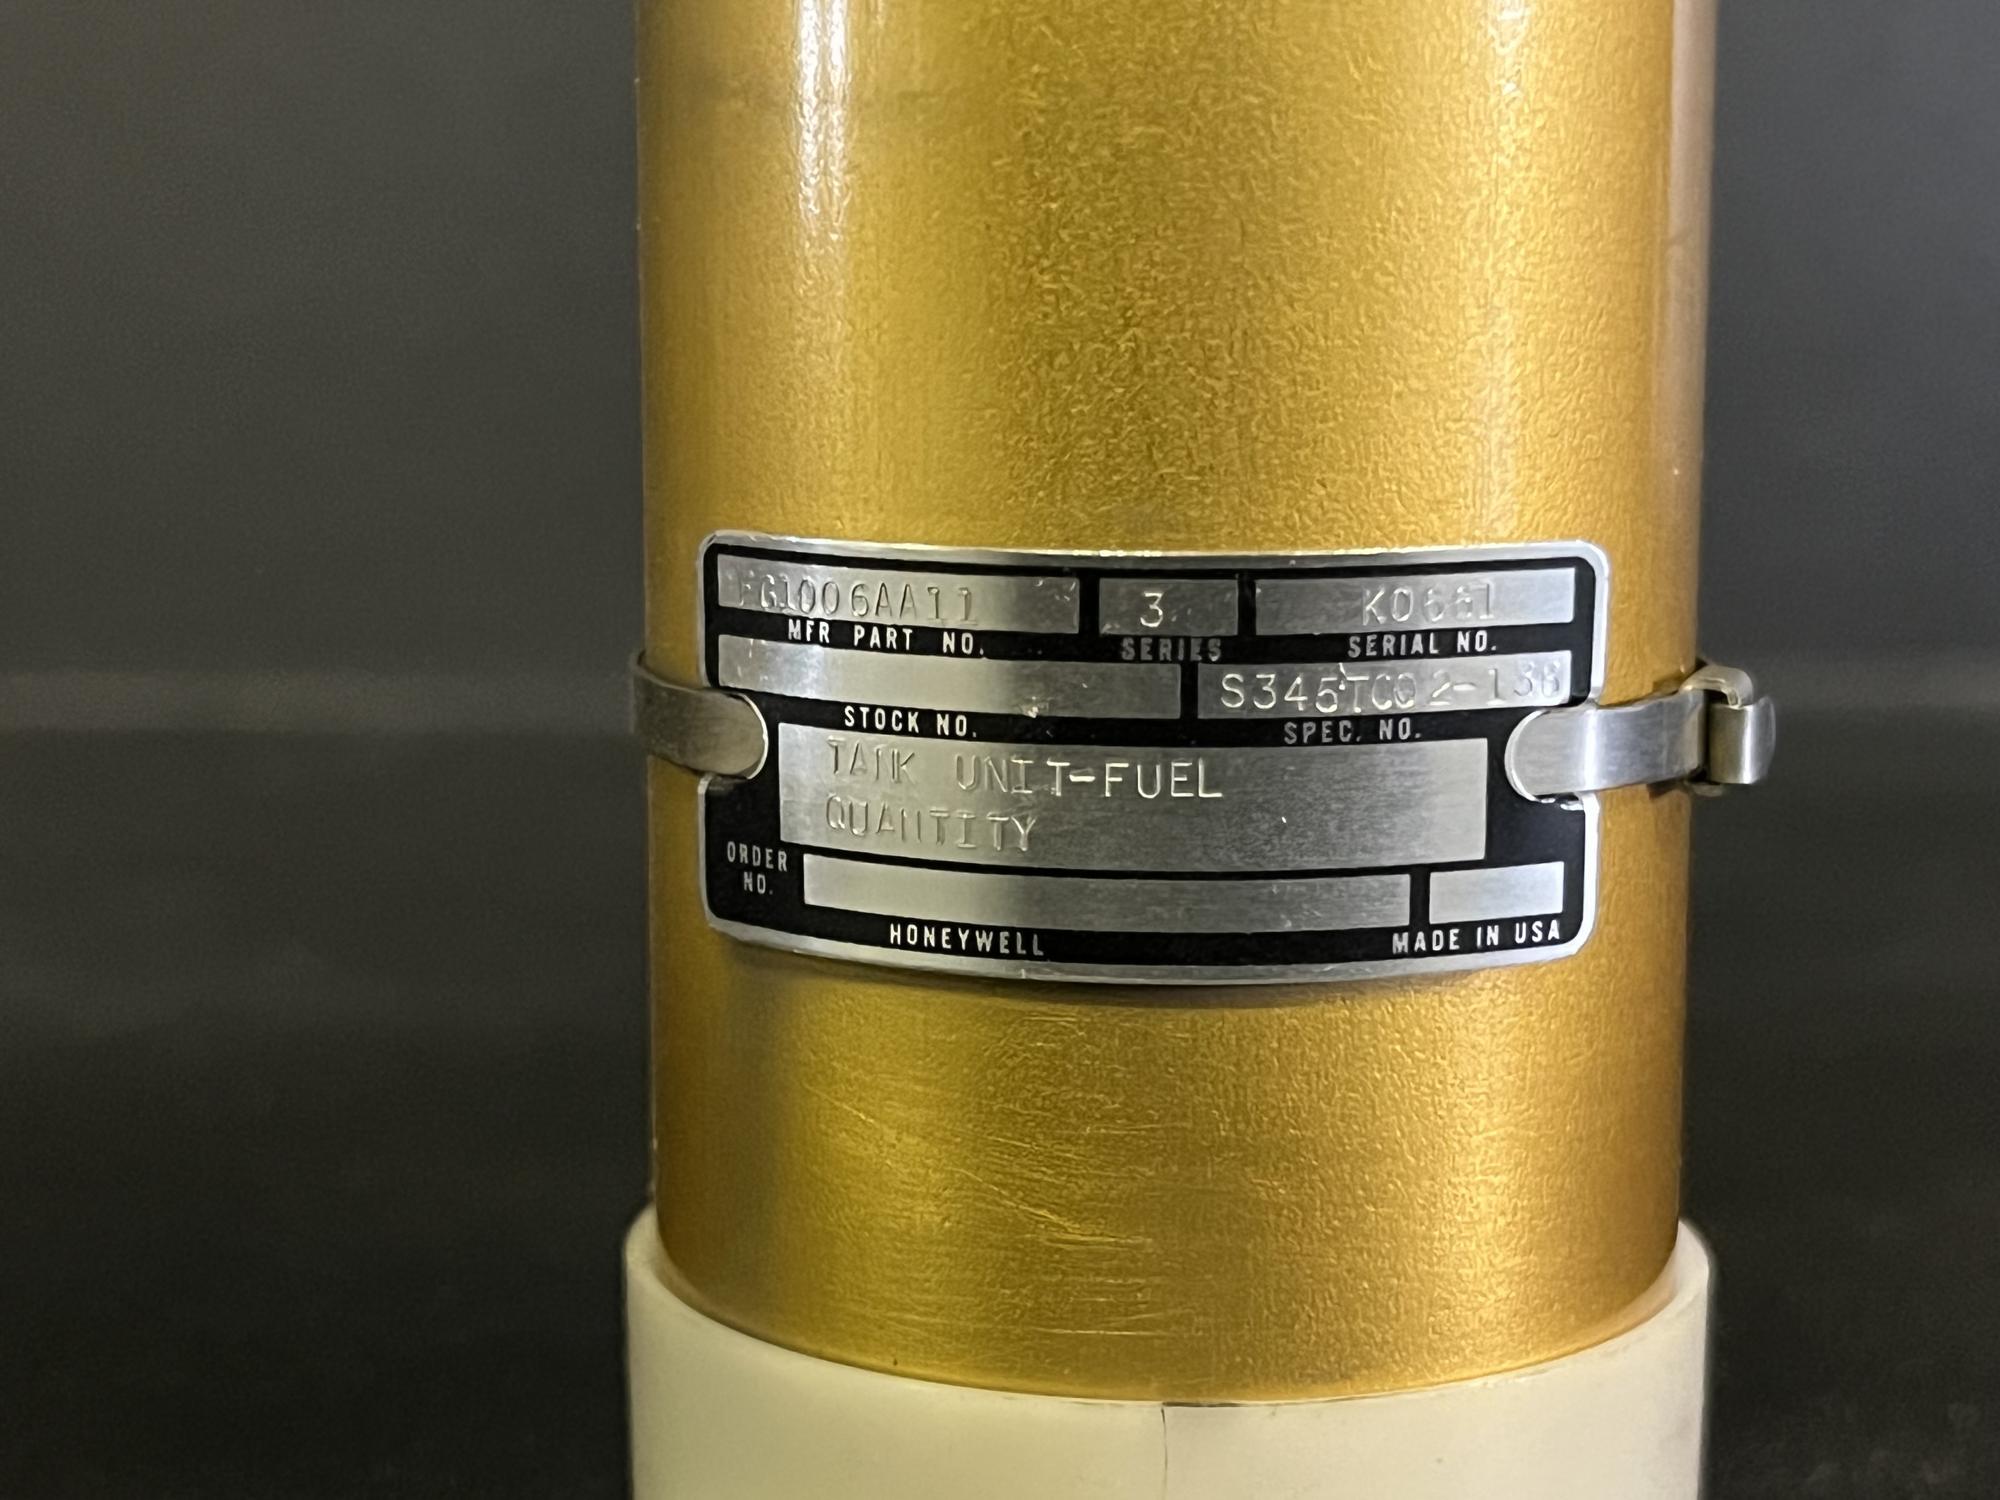 FG1006AA11 3 K0661
MFR PART NO. SERIES SERIAL NO.
S345TC02-138
STOCK NO. SPEC. NO.
TANK UNIT-FUEL
QUANTITY
ORDER
NO.
HONEYWELL MADE IN USA